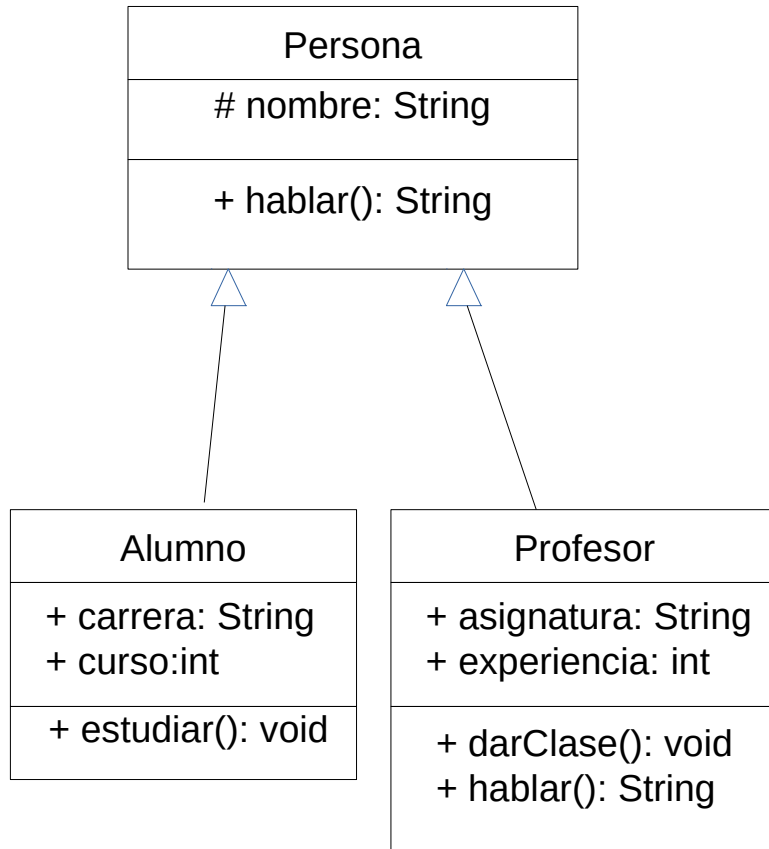 Persona
# nombre: String
+ hablar(): String
Alumno
+ carrera: String
+ curso:int
+ estudiar(): void
Profesor
+ asignatura: String
+ experiencia: int
+ darClase(): void
+ hablar(): String